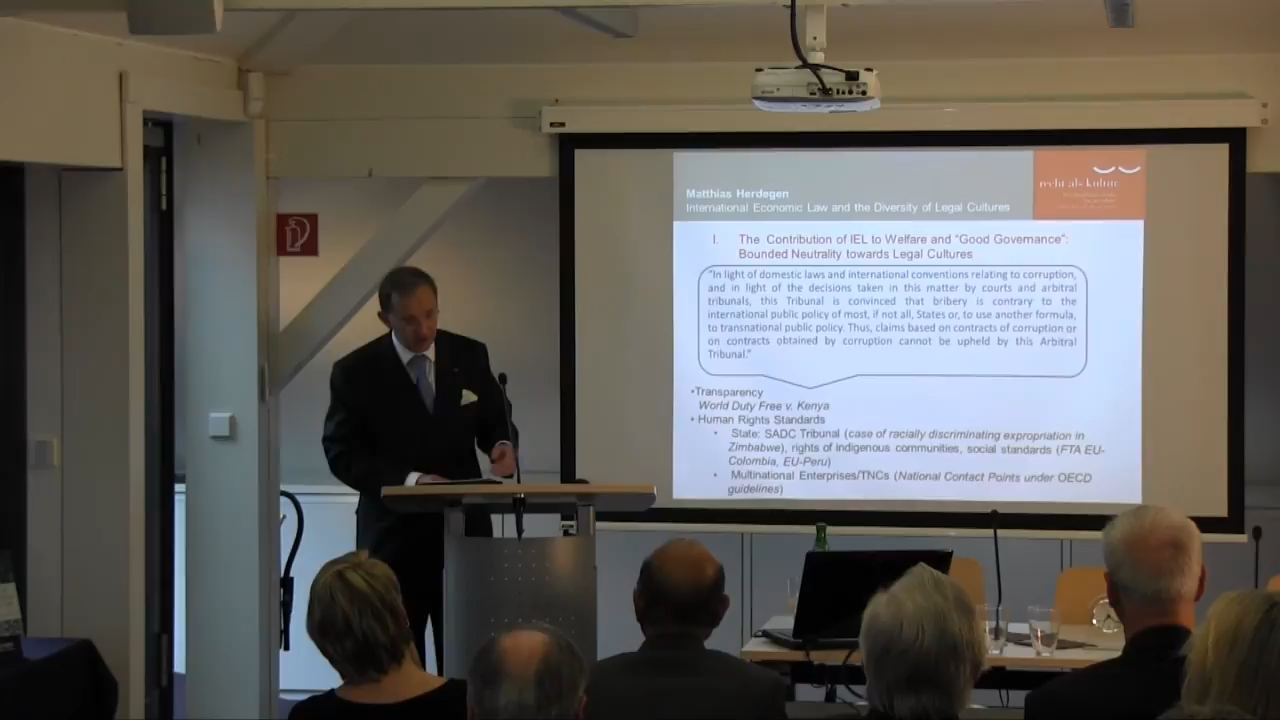 Matthias Herdegen
International Economic Law and the Diversity of Legal Cultures
recht als kultur
I. The Contribution of IEL to Welfare and "Good Governance":
Bounded Neutrality towards Legal Cultures
"In light of domestic laws and international conventions relating to corruption,
and in light of the decisions taken in this matter by courts and arbitral
tribunals, this Tribunal is convinced that bribery is contrary to the
international public policy of most, if not all, States or, to use another formula,
to transnational public policy. Thus, claims based on contracts of corruption or
on contracts obtained by corruption cannot be upheld by this Arbitral
Tribunal."
•Transparency
World Duty Free v. Kenya
• Human Rights Standards
• State: SADC Tribunal (case of racially discriminating expropriation in
Zimbabwe), rights of indigenous communities, social standards (FTA EU-
Colombia, EU-Peru)
• Multinational Enterprises/TNCs (National Contact Points under OECD
guidelines)